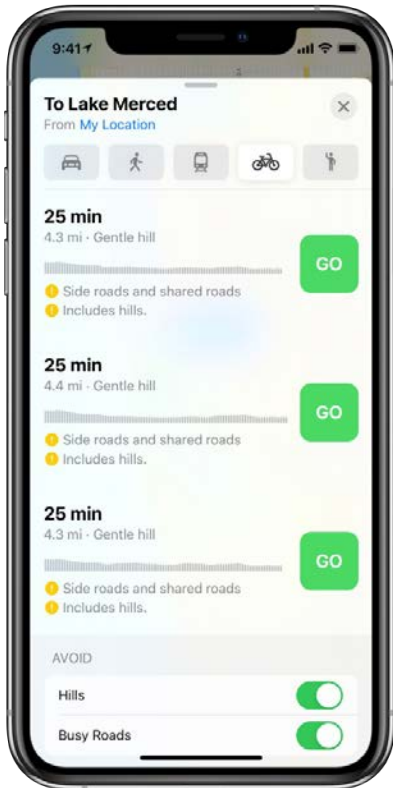 9:41
To Lake Merced
From My Location
25 min
4.3 mi · Gentle hill
GO
Side roads and shared roads
Includes hills.
25 min
4.4 mi · Gentle hill
GO
Side roads and shared roads
Includes hills.
25 min
4.3 mi · Gentle hill
GO
Side roads and shared roads
Includes hills.
AVOID
Hills
Busy Roads